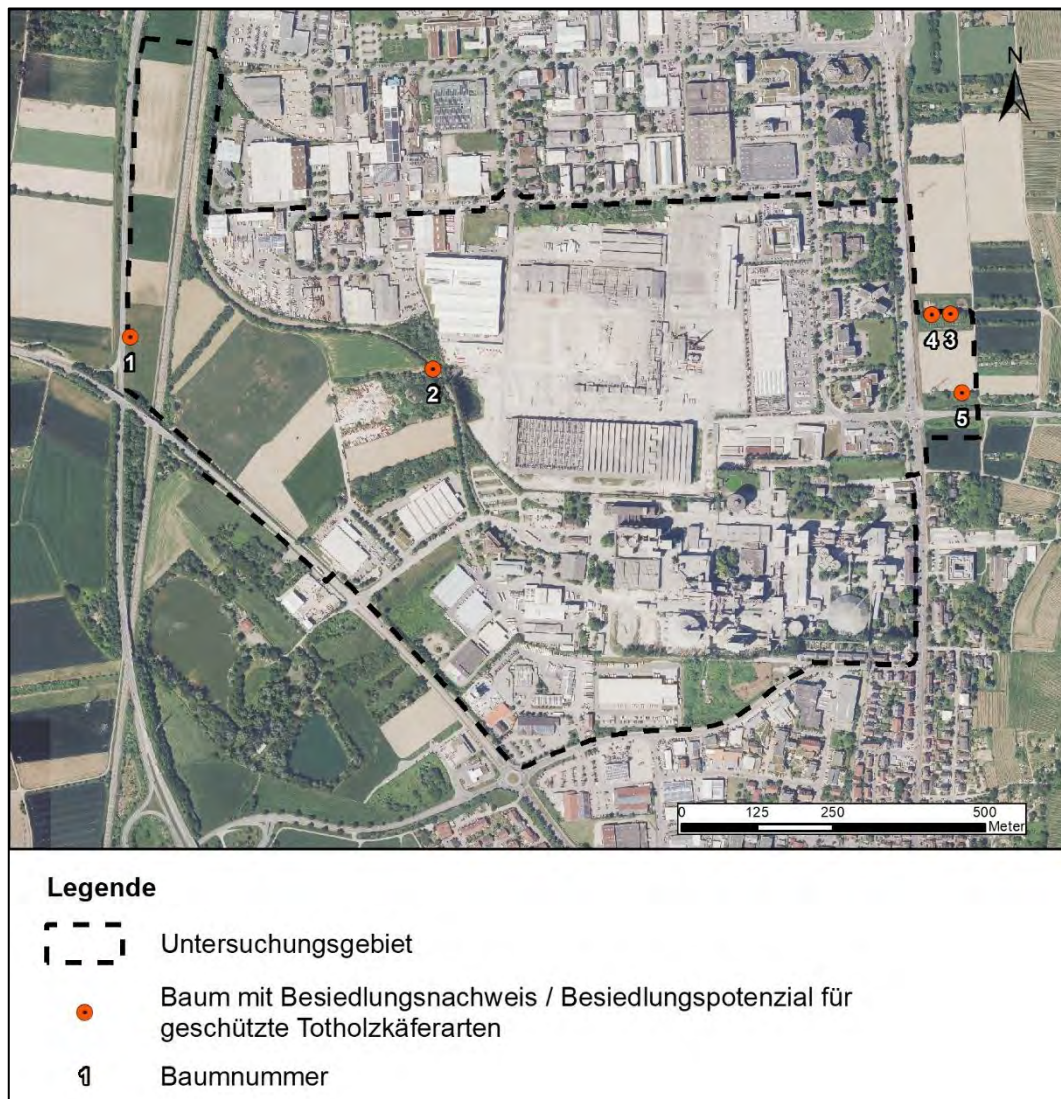 N
1
2
4 3
5
0 125 250 500
Meter
Legende
Untersuchungsgebiet
Baum mit Besiedlungsnachweis / Besiedlungspotenzial für
geschützte Totholzkäferarten
1 Baumnummer